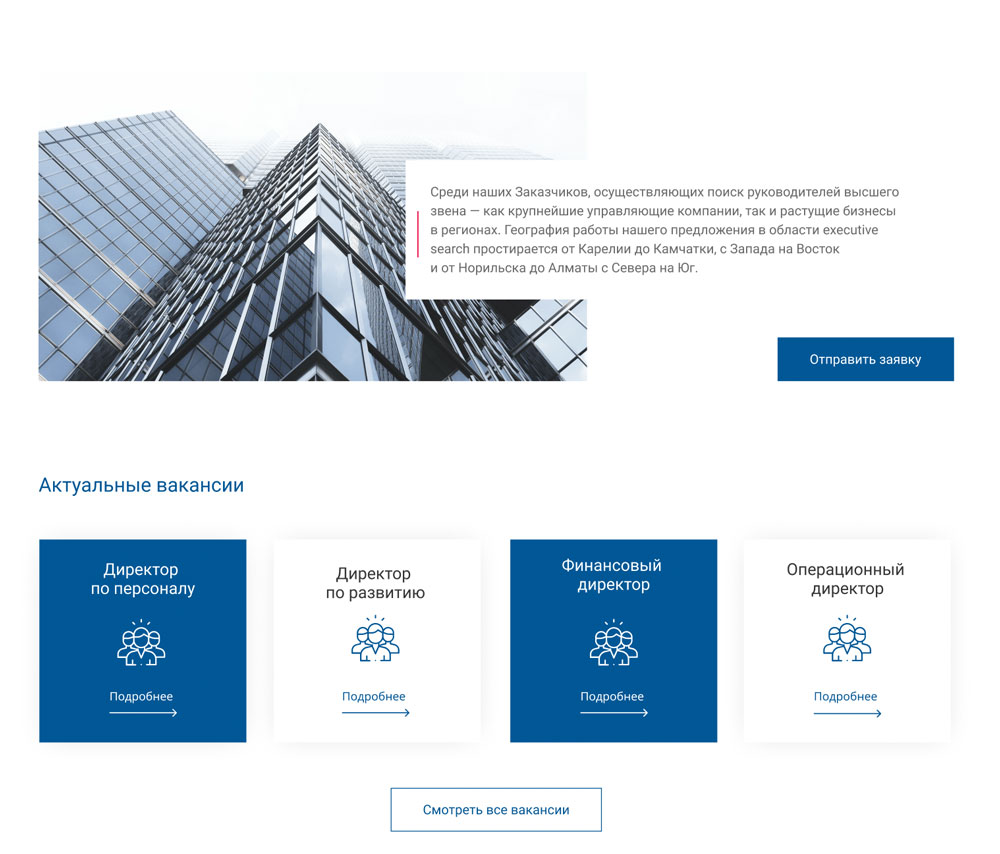 Среди наших Заказчиков, осуществляющих поиск руководителей высшего
звена — как крупнейшие управляющие компании, так и растущие бизнесы
в регионах. География работы нашего предложения в области executive
search простирается от Карелии до Камчатки, с Запада на Восток
и от Норильска до Алматы с Севера на Юг.
Отправить заявку
Актуальные вакансии
Директор
по персоналу
Подробнее
Директор
по развитию
Подробнее
Финансовый
директор
Подробнее
Операционный
директор
Подробнее
Смотреть все вакансии